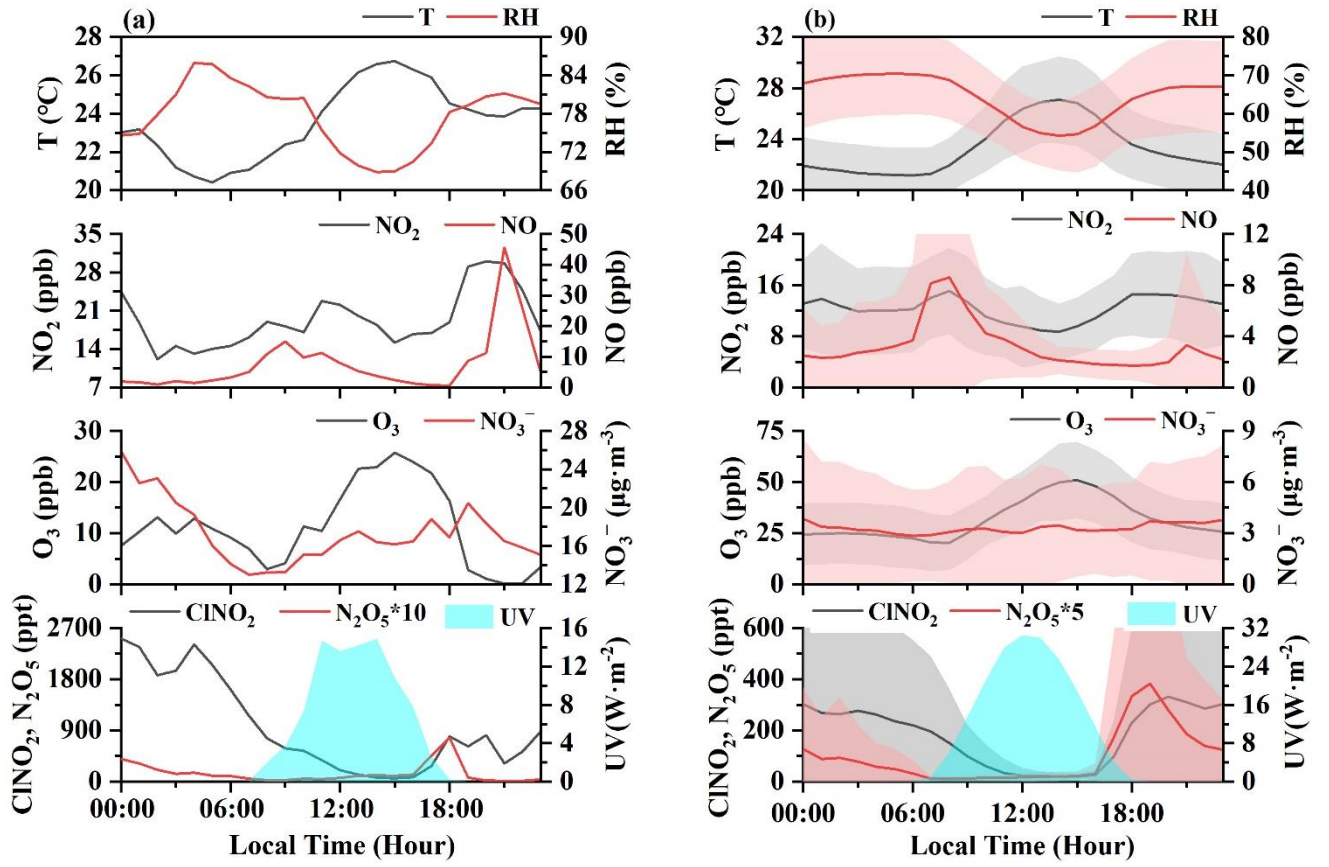 (a)
T RH
T (°C)
28
26
24
22
20
RH (%)
90
84
78
72
66
NO₂ NO
NO₂ (ppb)
35
28
21
14
7
NO (ppb)
50
40
30
20
10
0
O₃ NO₃⁻
O₃ (ppb)
30
20
10
0
NO₃⁻ (μg·m⁻³)
28
24
20
16
12
ClNO₂ N₂O₅*10 UV
ClNO₂, N₂O₅ (ppt)
2700
1800
900
0
UV(W·m⁻²)
16
12
8
4
0
00:00 06:00 12:00 18:00
Local Time (Hour)
(b)
T RH
T (°C)
32
28
24
20
RH (%)
80
70
60
50
40
NO₂ NO
NO₂ (ppb)
24
16
8
0
NO (ppb)
12
8
4
0
O₃ NO₃⁻
O₃ (ppb)
75
50
25
0
NO₃⁻ (μg·m⁻³)
9
6
3
0
ClNO₂ N₂O₅*5 UV
ClNO₂, N₂O₅ (ppt)
600
400
200
0
UV(W·m⁻²)
32
24
16
8
0
00:00 06:00 12:00 18:00
Local Time (Hour)